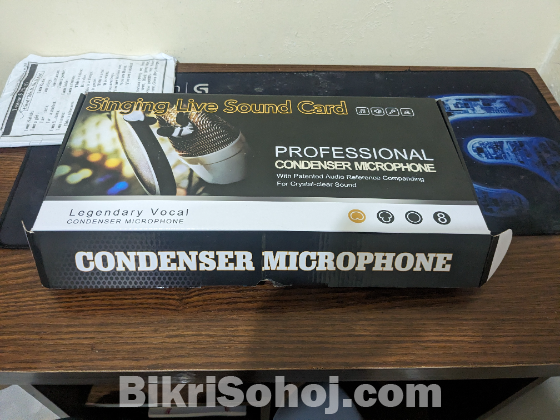 Singing Live Sound Card
G
PROFESSIONAL
CONDENSER MICROPHONE
With Patented Audio Reference Companding
For Crystal-clear Sound
Legendary Vocal
CONDENSER MICROPHONE
8
CONDENSER MICROPHONE
BikriSohoj.com